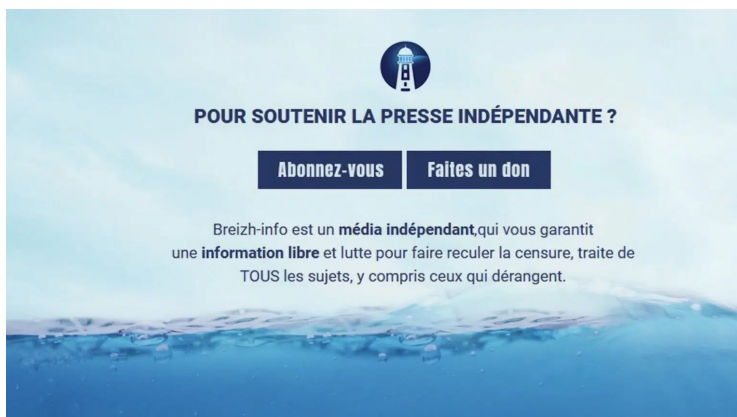 POUR SOUTENIR LA PRESSE INDÉPENDANTE ?
Abonnez-vous Faites un don
Breizh-info est un média indépendant,qui vous garantit
une information libre et lutte pour faire reculer la censure, traite de
TOUS les sujets, y compris ceux qui dérangent.